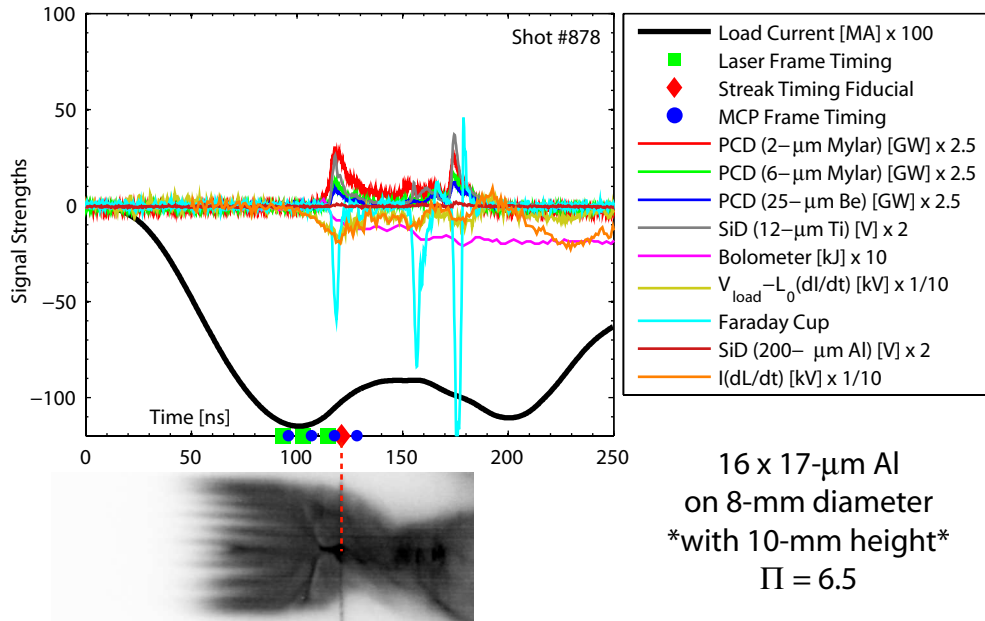 Shot #878
100
50
0
−50
−100
Signal Strengths
Time [ns]
0
50
100
150
200
250
Load Current [MA] x 100
Laser Frame Timing
Streak Timing Fiducial
MCP Frame Timing
PCD (2−μm Mylar) [GW] x 2.5
PCD (6−μm Mylar) [GW] x 2.5
PCD (25−μm Be) [GW] x 2.5
SiD (12−μm Ti) [V] x 2
Bolometer [kJ] x 10
V_load−L_0(dI/dt) [kV] x 1/10
Faraday Cup
SiD (200− μm Al) [V] x 2
I(dL/dt) [kV] x 1/10
16 x 17-μm Al
on 8-mm diameter
*with 10-mm height*
Π = 6.5